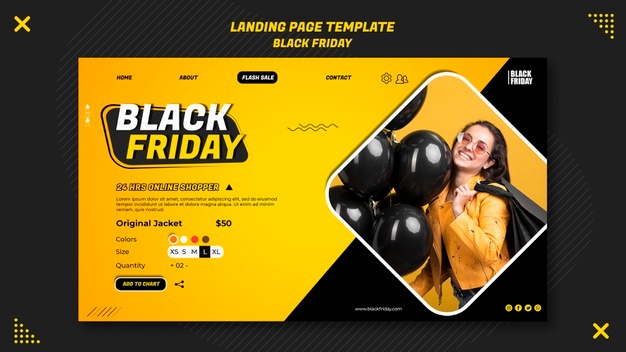 LANDING PAGE TEMPLATE
BLACK FRIDAY
HOME
ABOUT
FLASH SALE
CONTACT
BLACK
FRIDAY
BLACK
FRIDAY
24 HRS ONLINE SHOPPER
Lorem ipsum dolor sit amet, consectetur adipiscing elit, sed do eiusmod
tempor incididunt ut labore et dolore magna aliqua. Ut enim ad minim
veniam, quis nostrud.
Original Jacket $50
Colors
Size XS S M L XL
Quantity + 02 -
ADD TO CHART
www.blackfriday.com